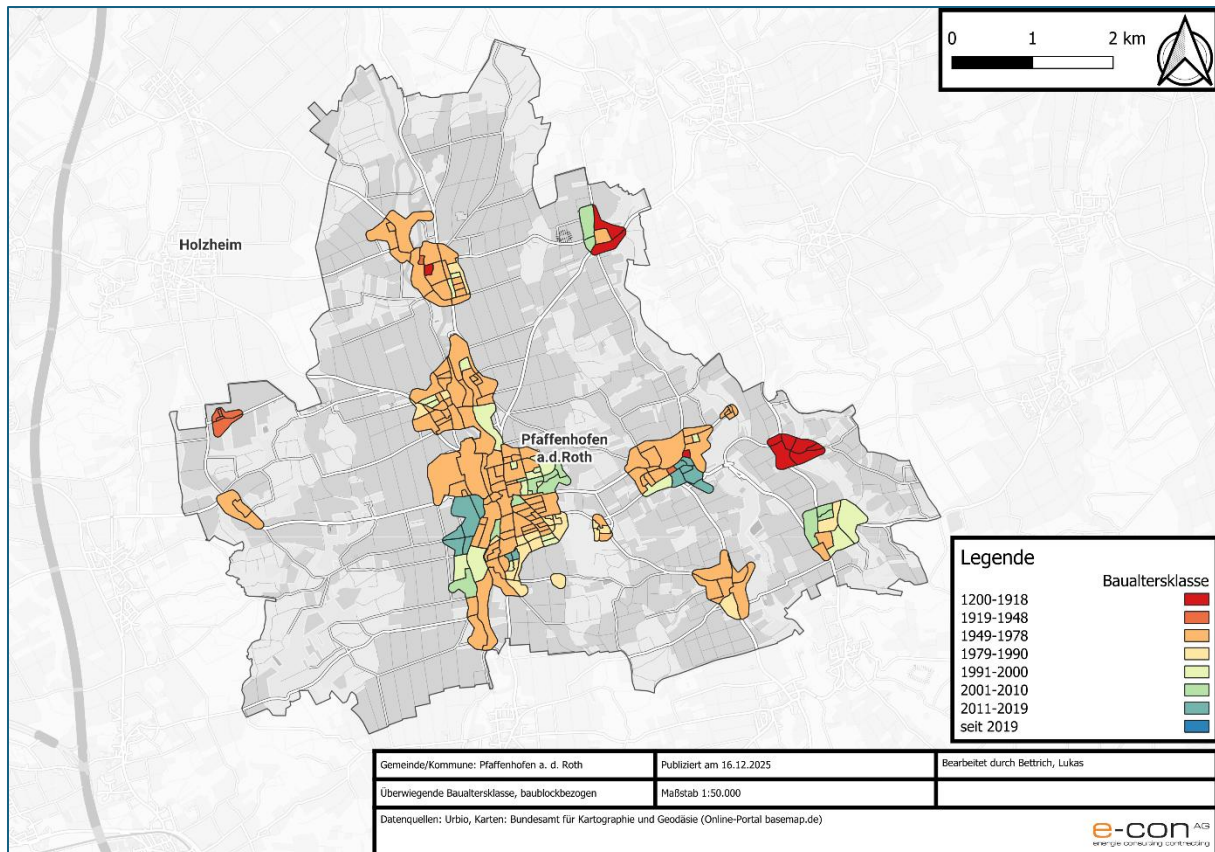 0 1 2 km
Holzheim
Pfaffenhofen
a.d.Roth
Legende
Baualtersklasse
1200-1918
1919-1948
1949-1978
1979-1990
1991-2000
2001-2010
2011-2019
seit 2019
Gemeinde/Kommune: Pfaffenhofen a. d. Roth
Publiziert am 16.12.2025
Bearbeitet durch Bettrich, Lukas
Überwiegende Baualtersklasse, baublockbezogen
Maßstab 1:50.000
Datenquellen: Urbio, Karten: Bundesamt für Kartographie und Geodäsie (Online-Portal basemap.de)
e-con AG
energie consulting contracting